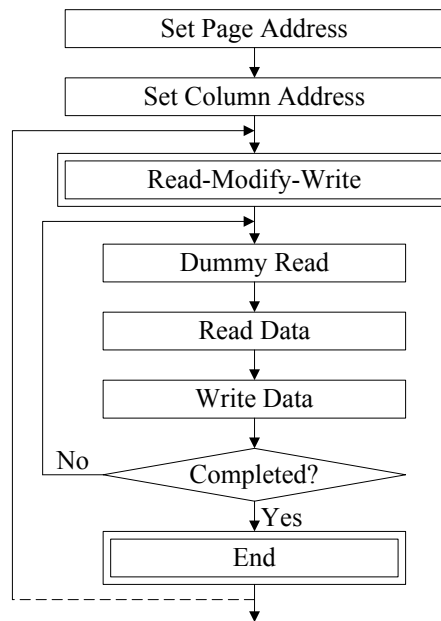 Set Page Address
Set Column Address
Read-Modify-Write
Dummy Read
Read Data
Write Data
No
Completed?
Yes
End